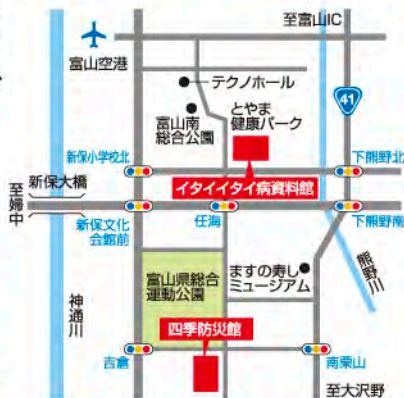 至富山IC
富山空港
テクノホール
41
富山南
総合公園
とやま
健康パーク
新保小学校北
下熊野北
イタイイタイ病資料館
新保大橋
至婦中
新保文化
会館前
任海
下熊野南
富山県総合
運動公園
ますの寿し
ミュージアム
熊野川
神通川
四季防災館
吉倉
南栗山
至大沢野